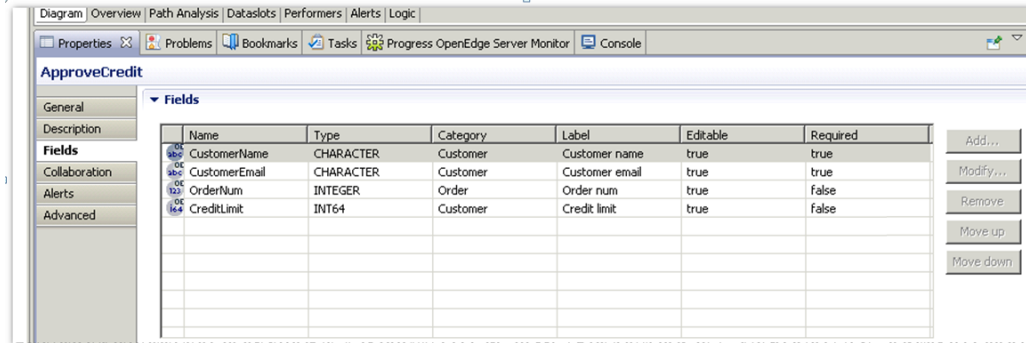 Diagram Overview Path Analysis Dataslots Performers Alerts Logic
Properties Problems Bookmarks Tasks Progress OpenEdge Server Monitor Console
ApproveCredit
General
Description
Fields
Collaboration
Alerts
Advanced
Fields
Name Type Category Label Editable Required
CustomerName CHARACTER Customer Customer name true true
CustomerEmail CHARACTER Customer Customer email true true
OrderNum INTEGER Order Order num true false
CreditLimit INT64 Customer Credit limit true false
Add...
Modify...
Remove
Move up
Move down